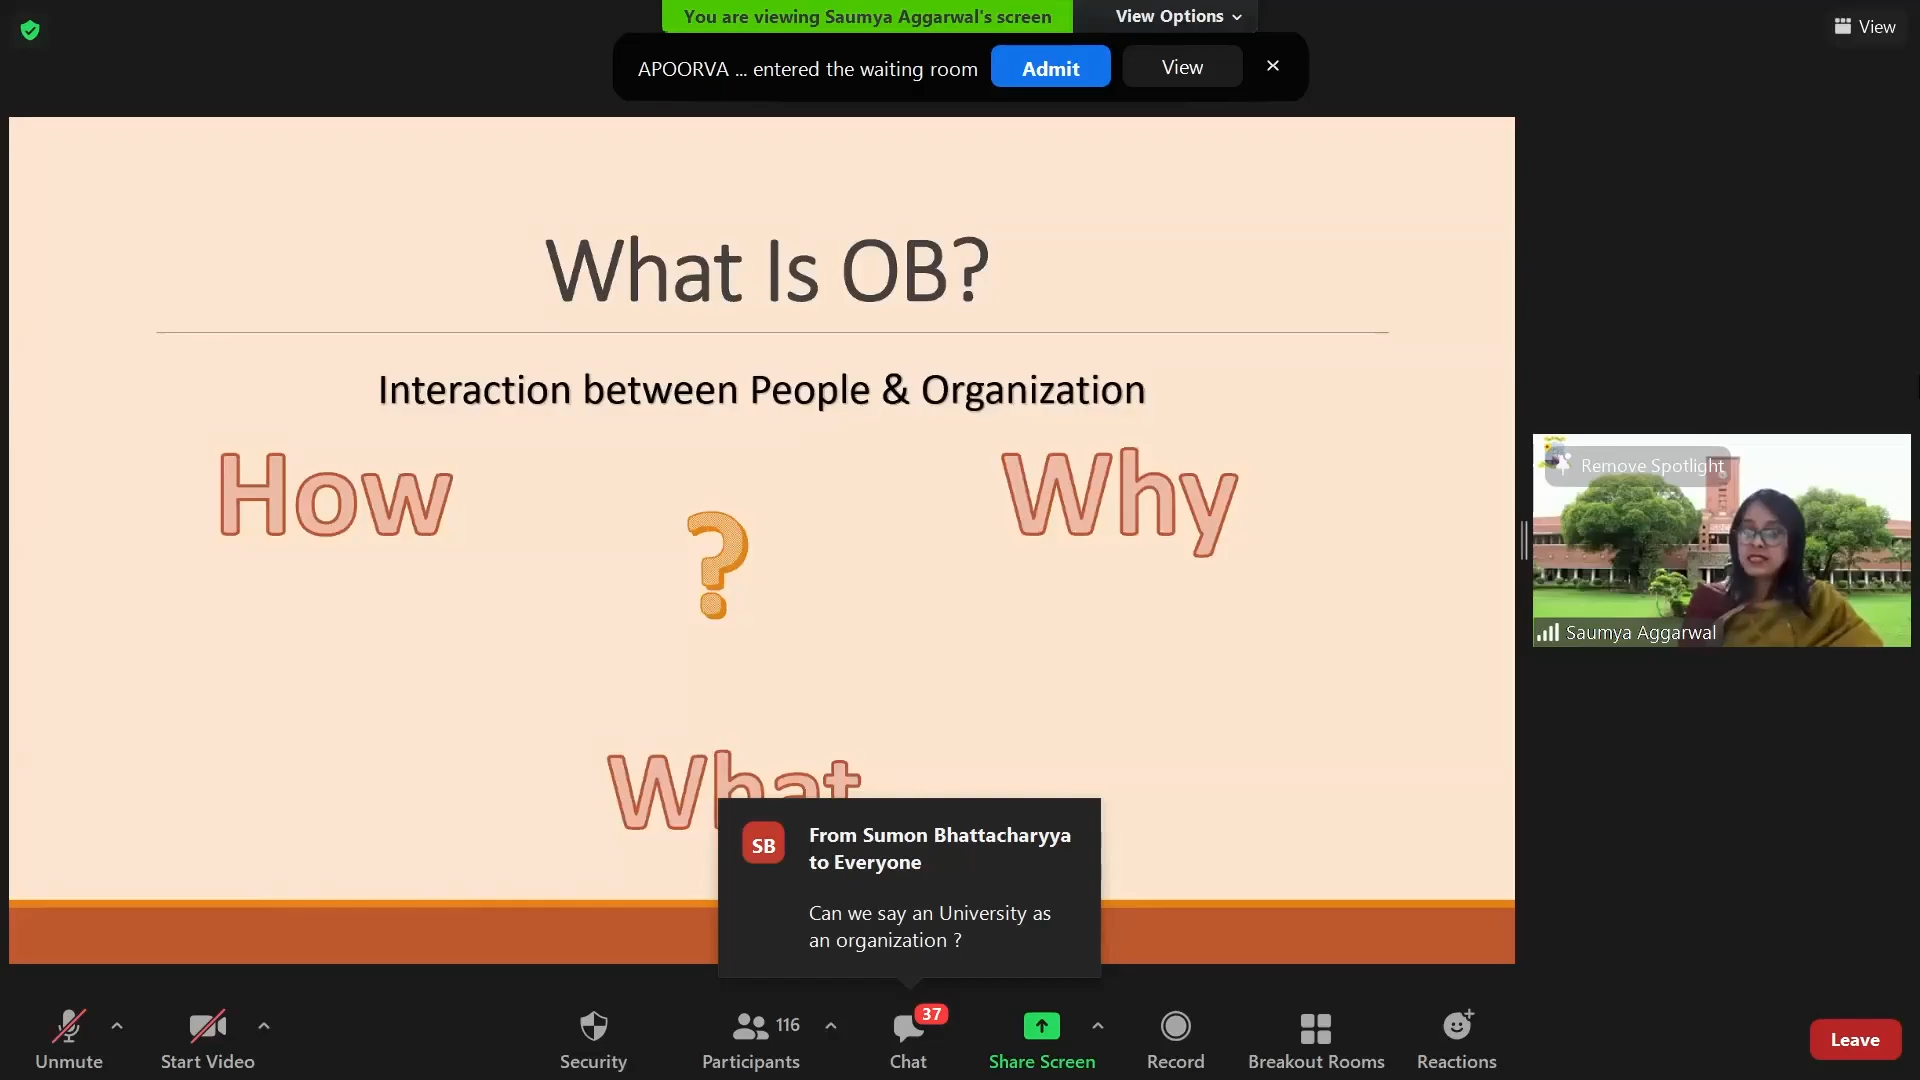 You are viewing Saumya Aggarwal's screen
View Options
View
APOORVA ... entered the waiting room
Admit
View
What Is OB?
Interaction between People & Organization
How
Why
?
What
Remove Spotlight
Saumya Aggarwal
SB
From Sumon Bhattacharyya
to Everyone
Can we say an University as
an organization ?
Unmute
Start Video
Security
116
Participants
37
Chat
Share Screen
Record
Breakout Rooms
Reactions
Leave